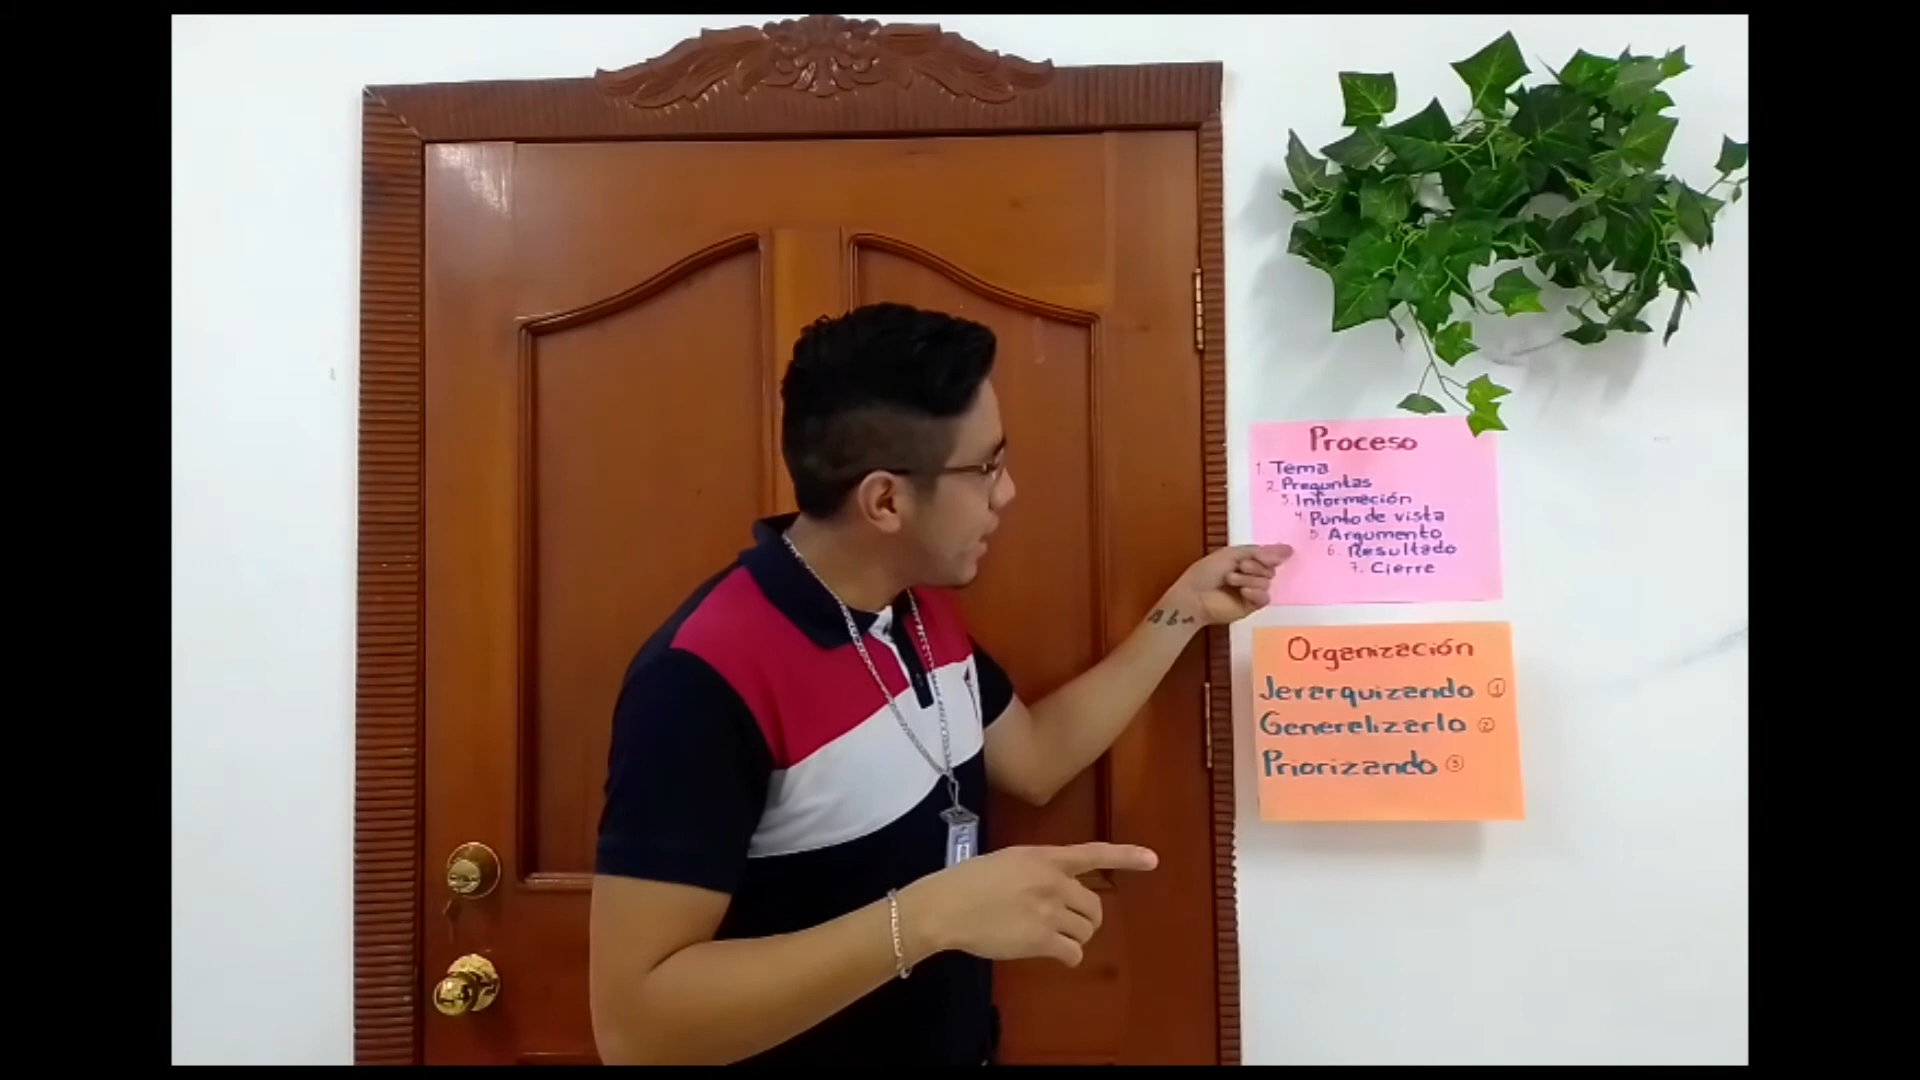 Proceso
1. Tema
2. Preguntas
3. Información
4. Punto de vista
5. Argumento
6. Resultado
7. Cierre
Organización
Jerarquizando ①
Generelizarlo ②
Priorizando ③